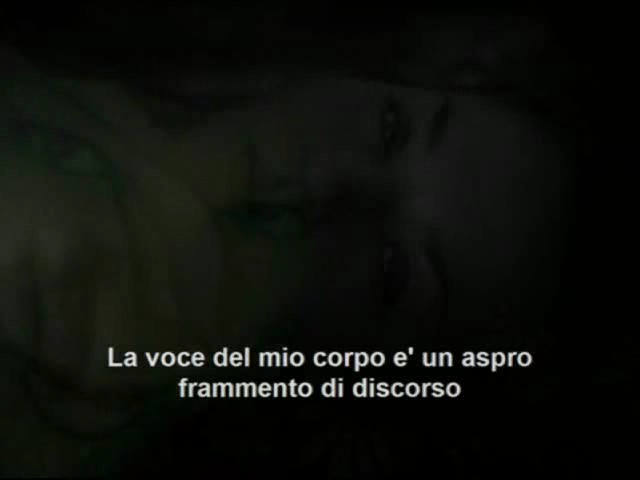 La voce del mio corpo e' un aspro
frammento di discorso